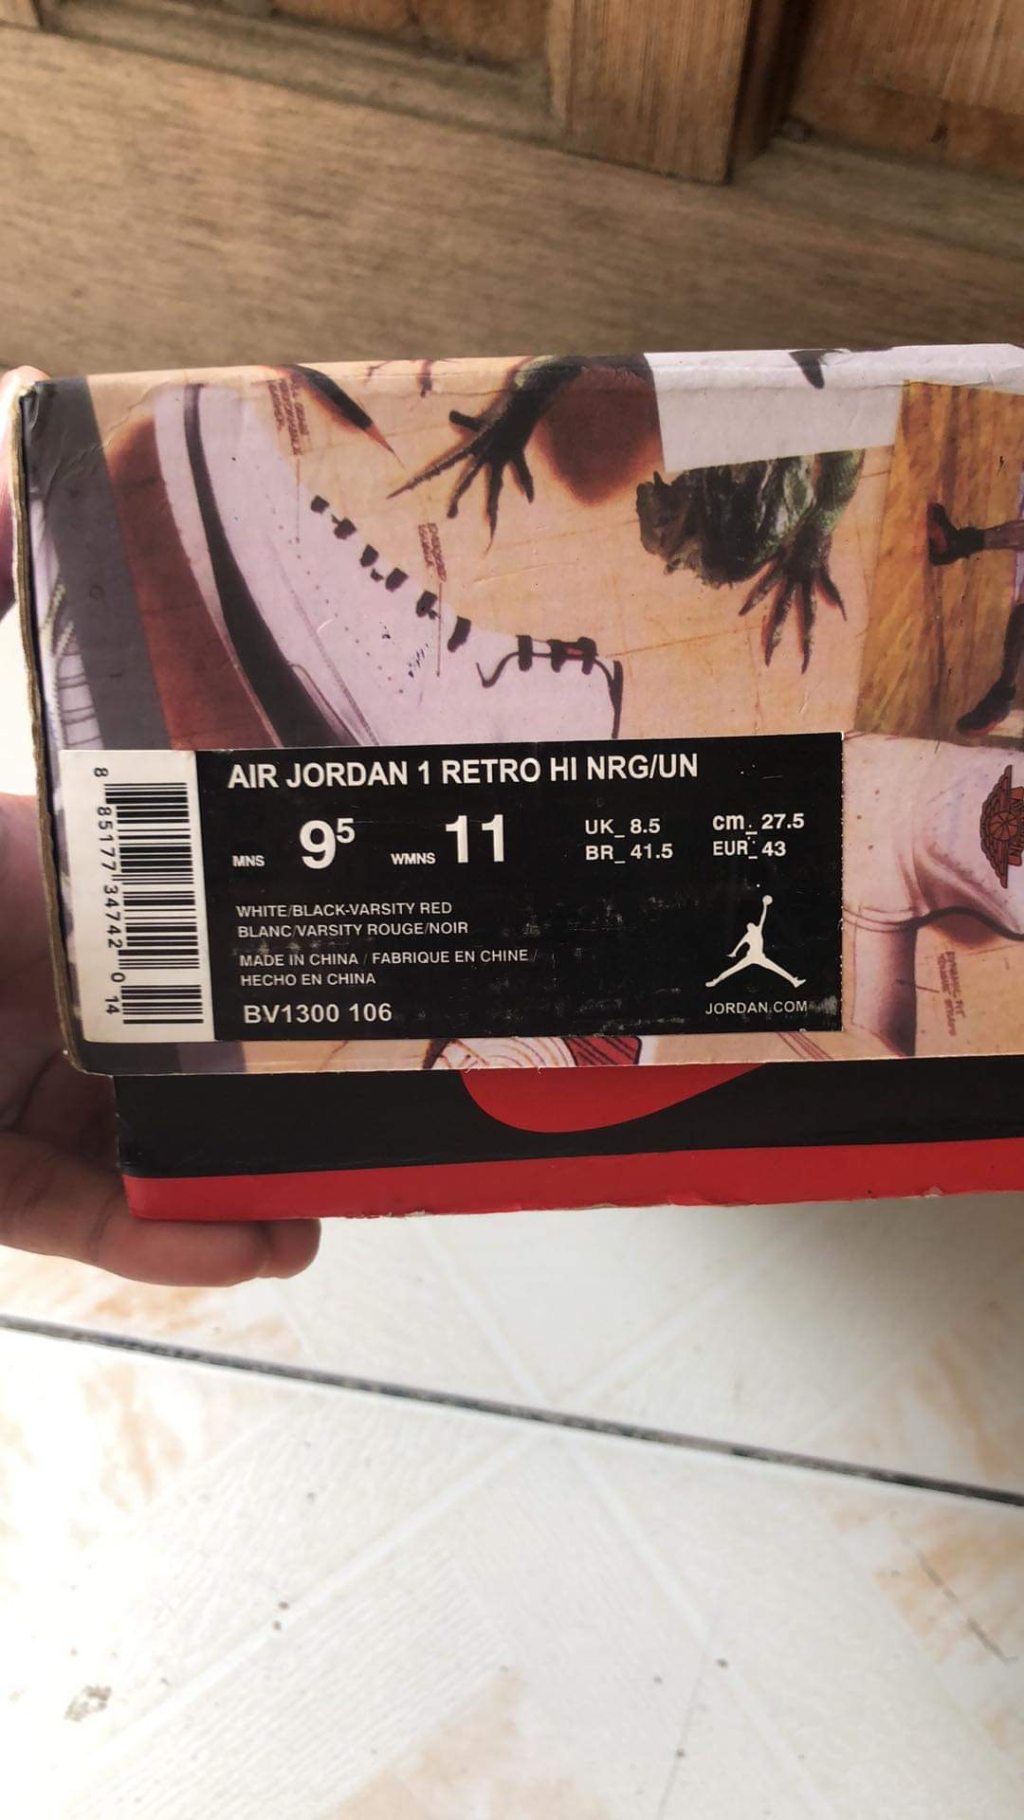 AIR JORDAN 1 RETRO HI NRG/UN
MNS 9⁵ WMNS 11
UK_ 8.5 cm_ 27.5
BR_ 41.5 EUR_ 43
WHITE/BLACK-VARSITY RED
BLANC/VARSITY ROUGE/NOIR
MADE IN CHINA / FABRIQUE EN CHINE /
HECHO EN CHINA
BV1300 106
JORDAN.COM
8 85177 34742 0 14